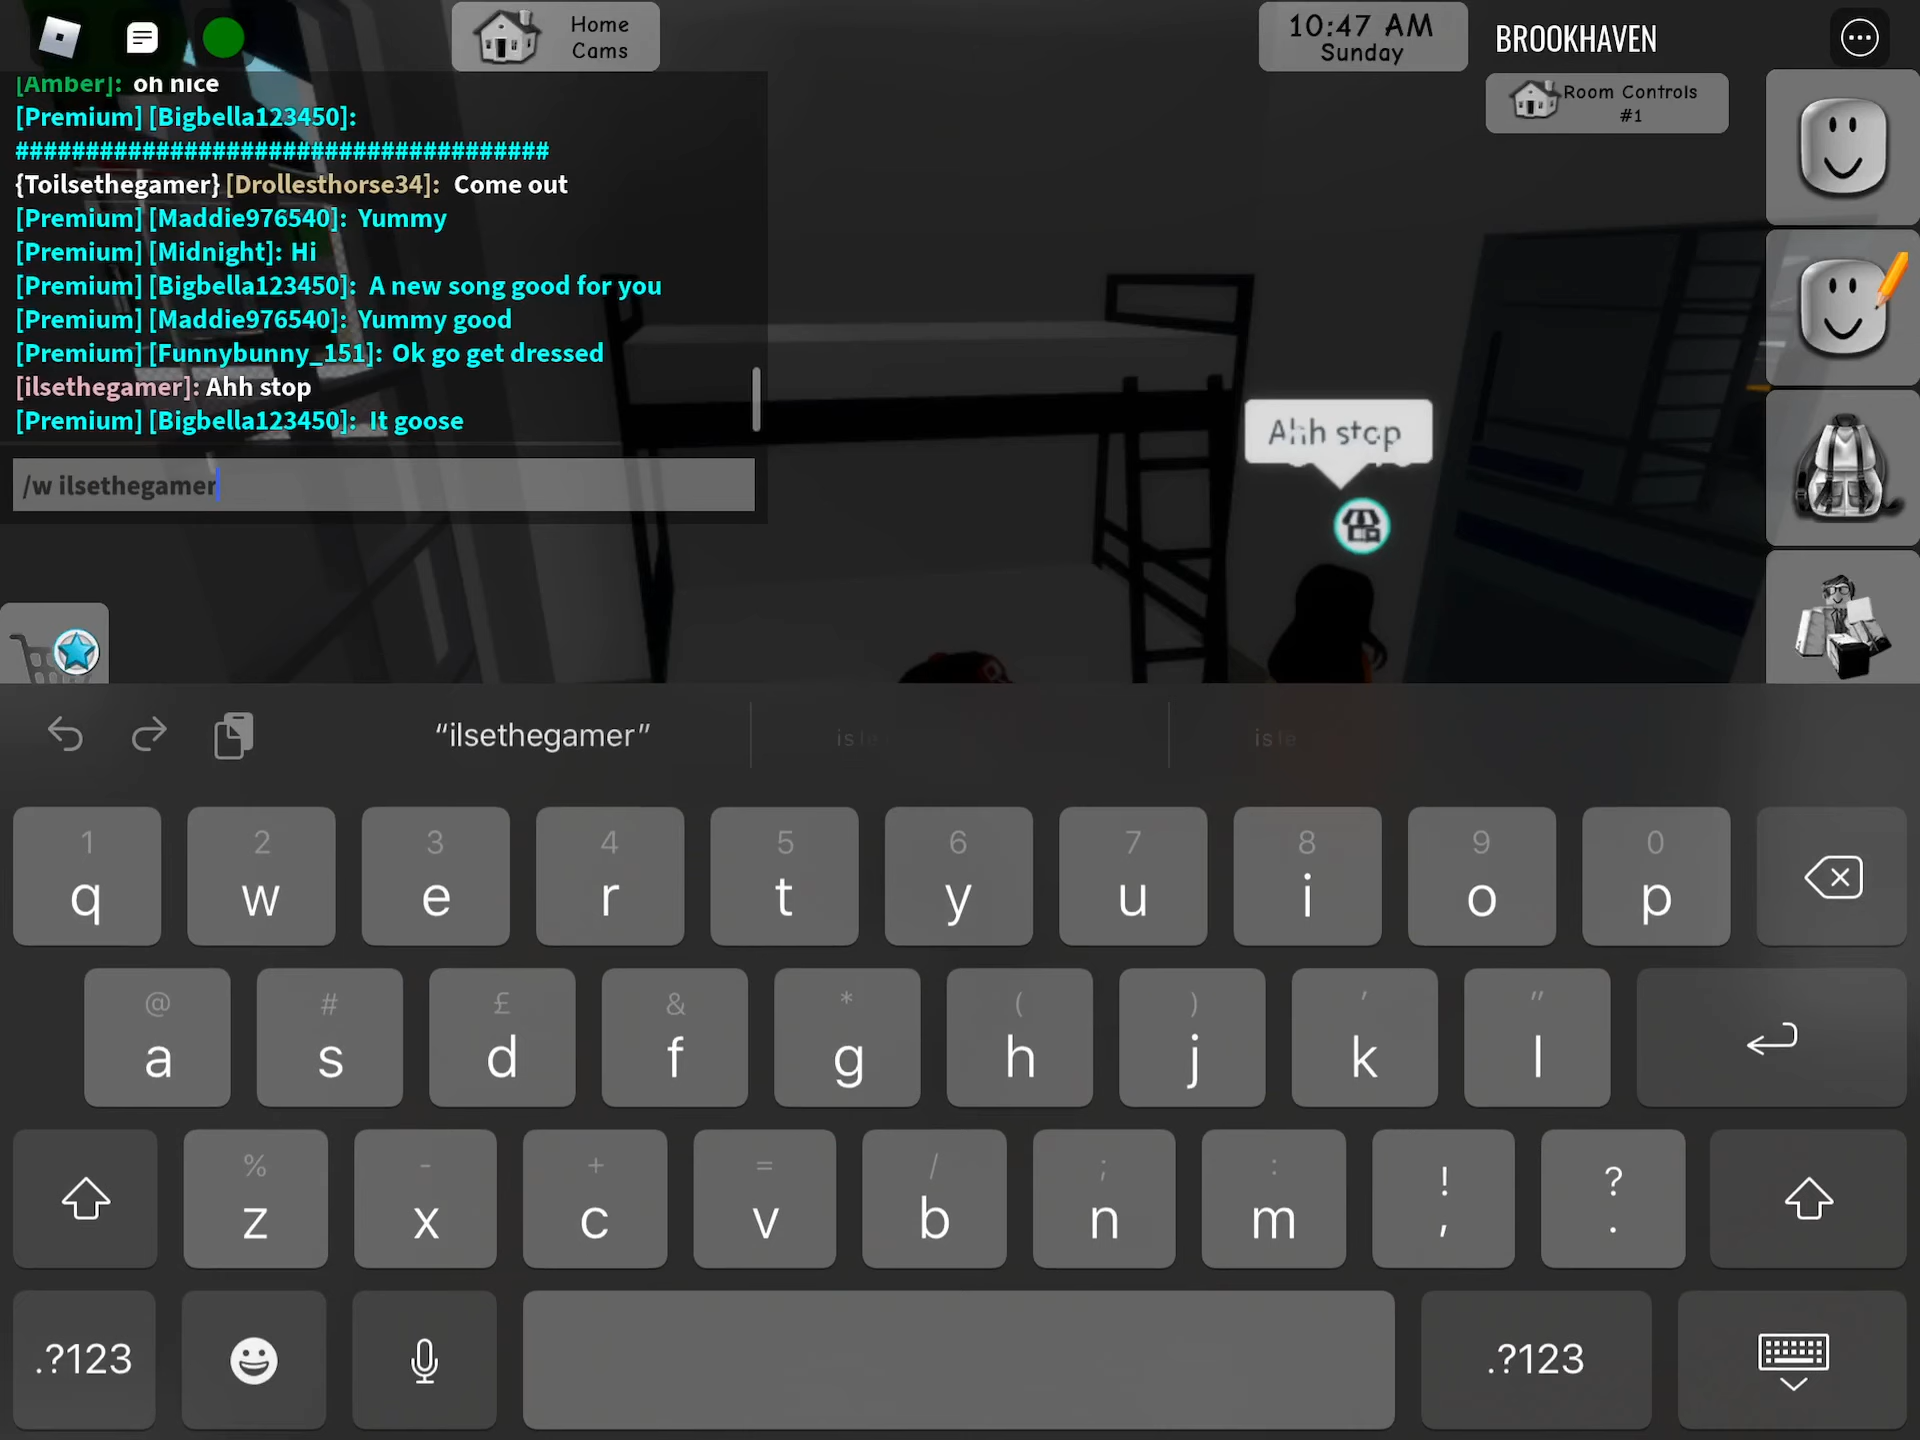 Home
Cams
10:47 AM
Sunday
BROOKHAVEN
Room Controls
#1
[Amber]: oh nice
[Premium] [Bigbella123450]:
######################################
{Toilsethegamer} [Drollesthorse34]: Come out
[Premium] [Maddie976540]: Yummy
[Premium] [Midnight]: Hi
[Premium] [Bigbella123450]: A new song good for you
[Premium] [Maddie976540]: Yummy good
[Premium] [Funnybunny_151]: Ok go get dressed
[ilsethegamer]: Ahh stop
[Premium] [Bigbella123450]: It goose
/w ilsethegamer
Ahh stop
“ilsethegamer”
isle
isle
1 2 3 4 5 6 7 8 9 0
q w e r t y u i o p
@ # £ & * ( ) ' "
a s d f g h j k l
% - + = / ; : ! ?
z x c v b n m , .
.?123 .?123